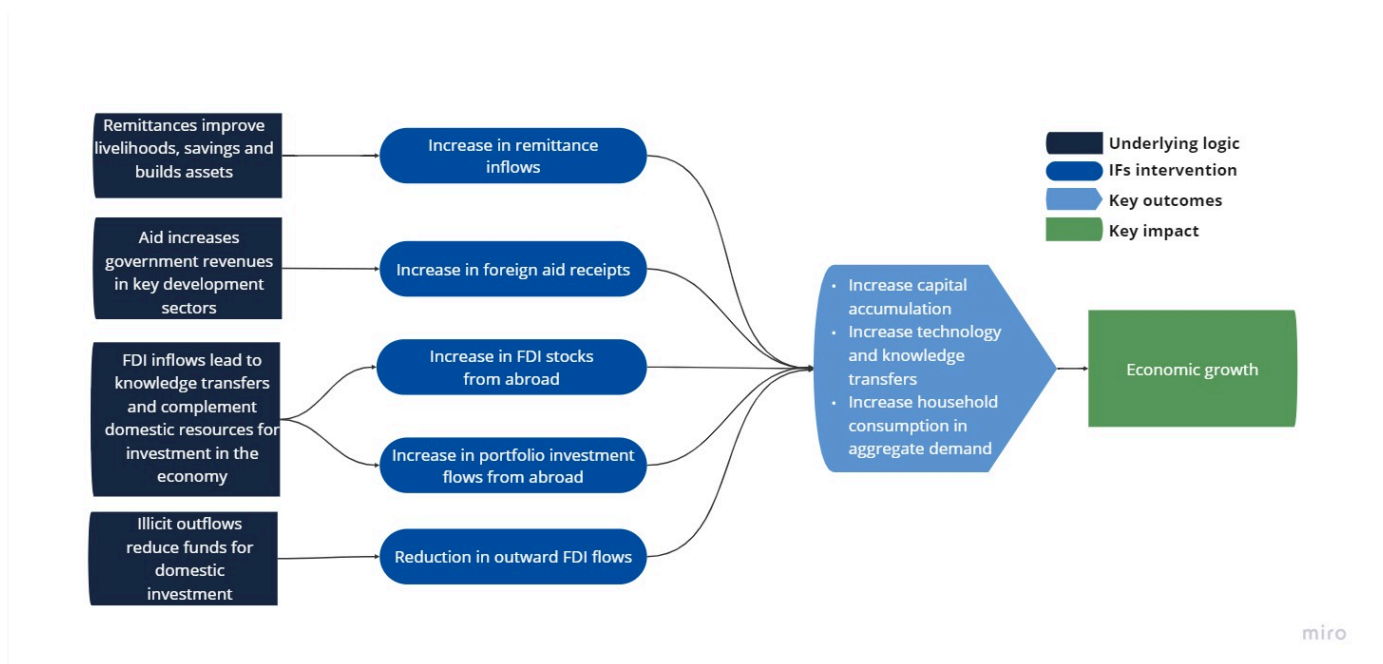 Remittances improve
livelihoods, savings and
builds assets
Increase in remittance
inflows
Aid increases
government revenues
in key development
sectors
Increase in foreign aid receipts
FDI inflows lead to
knowledge transfers
and complement
domestic resources for
investment in the
economy
Increase in FDI stocks
from abroad
Increase in portfolio investment
flows from abroad
Illicit outflows
reduce funds for
domestic
investment
Reduction in outward FDI flows
• Increase capital
accumulation
• Increase technology
and knowledge
transfers
• Increase household
consumption in
aggregate demand
Economic growth
Underlying logic
IFs intervention
Key outcomes
Key impact
miro